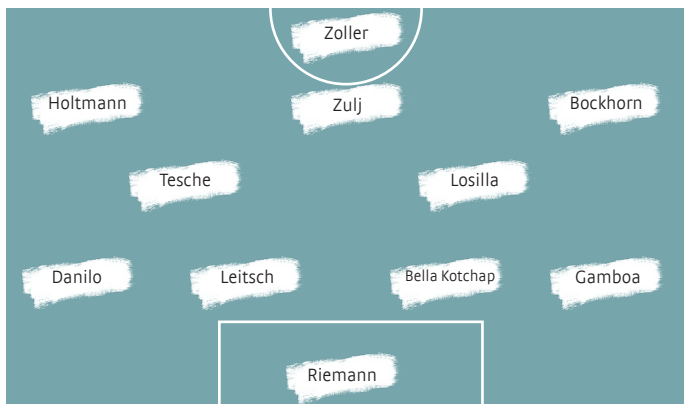 Zoller
Holtmann Zulj Bockhorn
Tesche Losilla
Danilo Leitsch Bella Kotchap Gamboa
Riemann